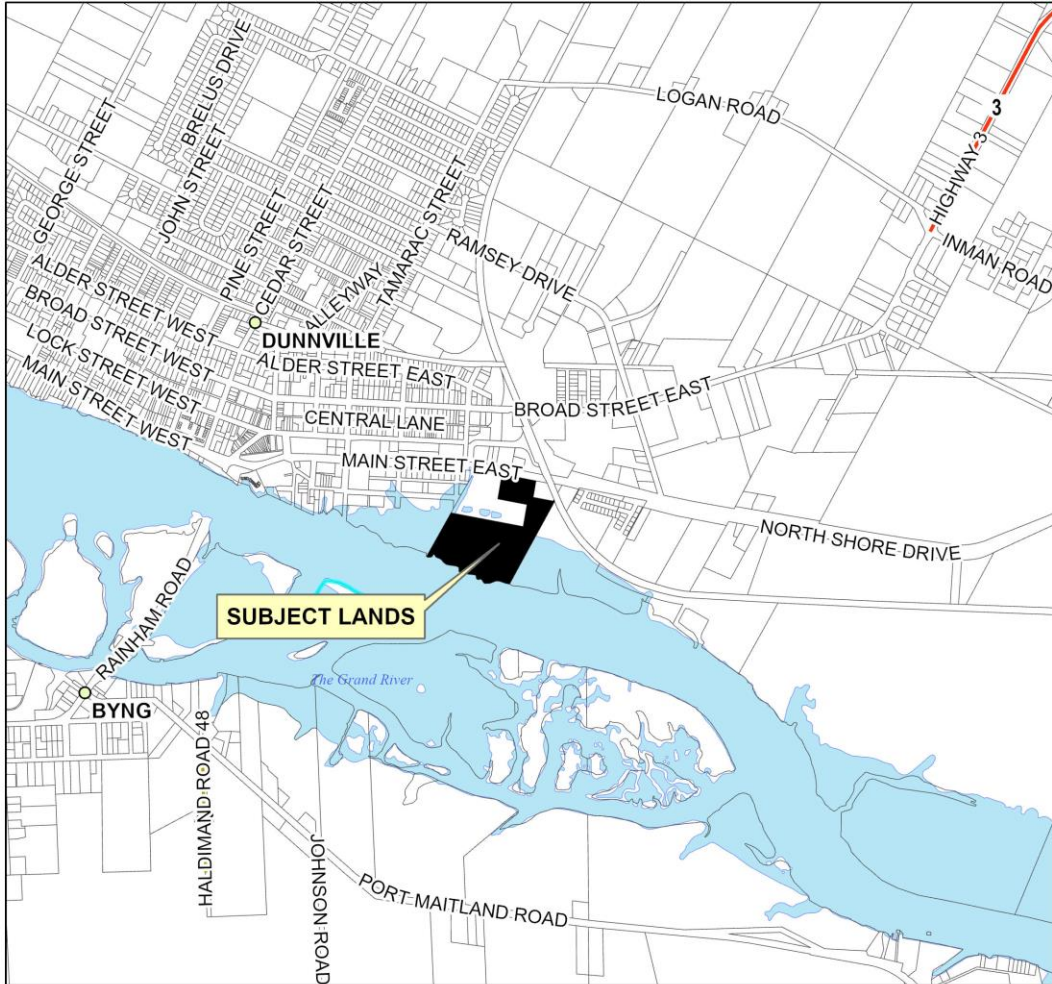 BRELUS DRIVE
LOGAN ROAD
3
HIGHWAY 3
GEORGE STREET
JOHN STREET
PINE STREET
CEDAR STREET
ALLEYWAY
TAMARAC STREET
RAMSEY DRIVE
INMAN ROAD
ALDER STREET WEST
BROAD STREET WEST
LOCK STREET WEST
MAIN STREET WEST
DUNNVILLE
ALDER STREET EAST
CENTRAL LANE
BROAD STREET EAST
MAIN STREET EAST
NORTH SHORE DRIVE
SUBJECT LANDS
RAINHAM ROAD
The Grand River
BYNG
HALDIMAND ROAD 48
JOHNSON ROAD
PORT MAITLAND ROAD